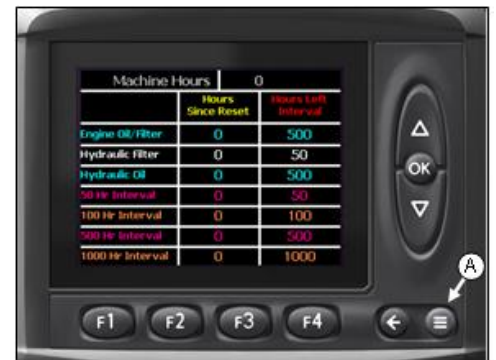 Machine Hours 0
Hours Since Reset Hours Left Interval
Engine Oil/Filter 0 500
Hydraulic Filter 0 50
Hydraulic Oil 0 500
50 Hr Interval 0 50
100 Hr Interval 0 100
500 Hr Interval 0 500
1000 Hr Interval 0 1000
OK
A
F1 F2 F3 F4